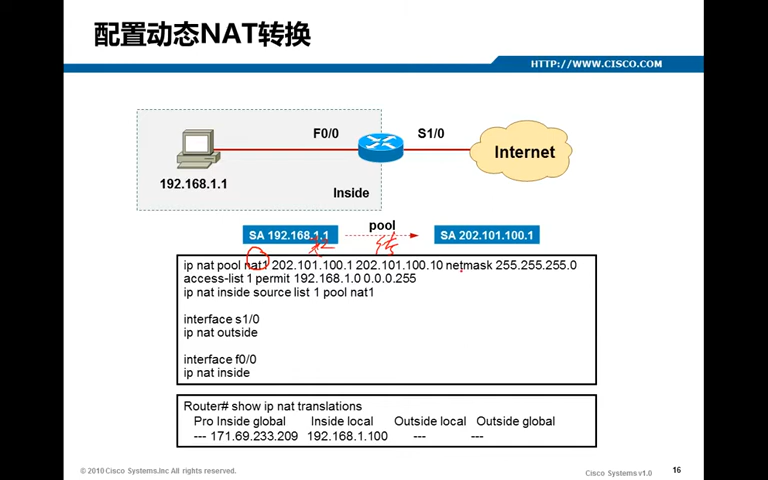 配置动态NAT转换
HTTP://WWW.CISCO.COM
F0/0
S1/0
Internet
192.168.1.1
Inside
pool
SA 192.168.1.1
SA 202.101.100.1
ip nat pool nat1 202.101.100.1 202.101.100.10 netmask 255.255.255.0
access-list 1 permit 192.168.1.0 0.0.0.255
ip nat inside source list 1 pool nat1
interface s1/0
ip nat outside
interface f0/0
ip nat inside
Router# show ip nat translations
Pro Inside global Inside local Outside local Outside global
--- 171.69.233.209 192.168.1.100 --- ---
© 2010 Cisco Systems.Inc All rights reserved.
Cisco Systems v1.0
16